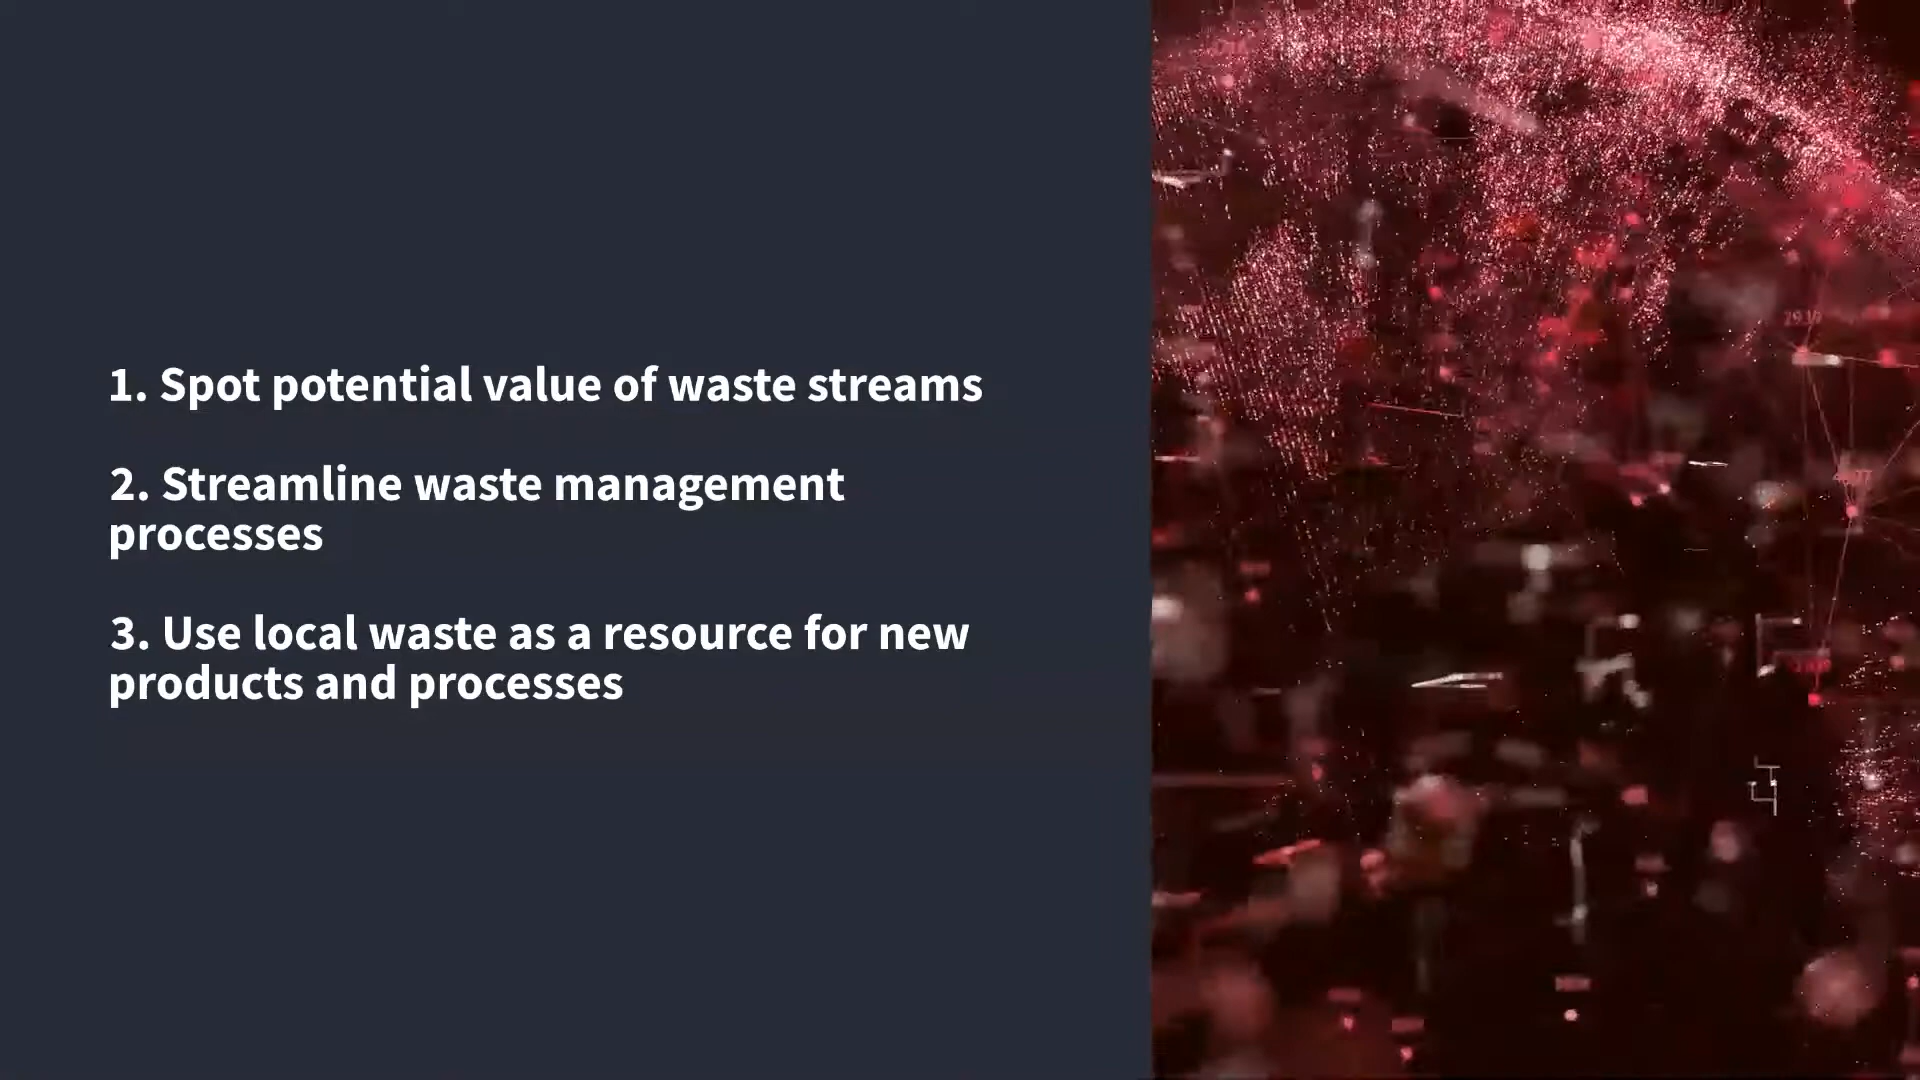 1. Spot potential value of waste streams
2. Streamline waste management
processes
3. Use local waste as a resource for new
products and processes